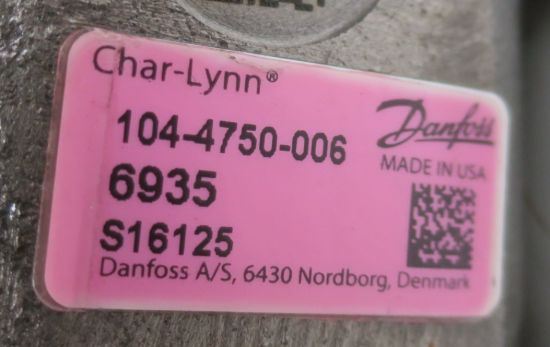 Char-Lynn®
Danfoss
104-4750-006
MADE IN USA
6935
S16125
Danfoss A/S, 6430 Nordborg, Denmark